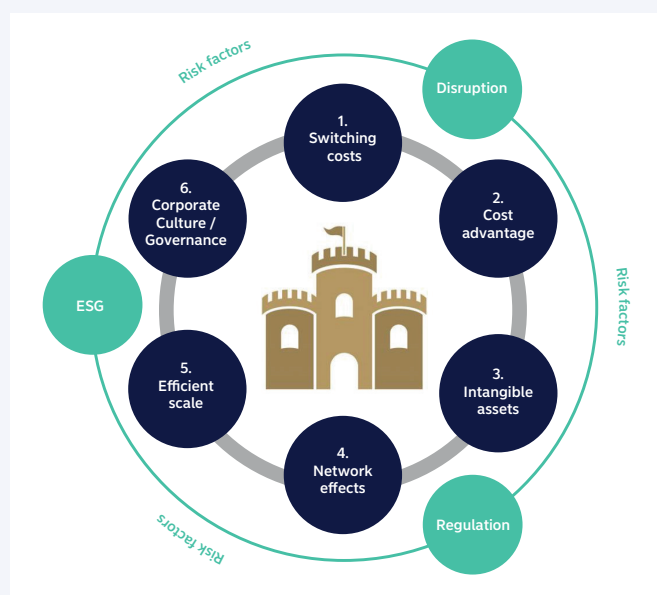 Risk factors
Disruption
1.
Switching
costs
2.
Cost
advantage
6.
Corporate
Culture /
Governance
Risk factors
ESG
3.
Intangible
assets
5.
Efficient
scale
4.
Network
effects
Regulation
Risk factors